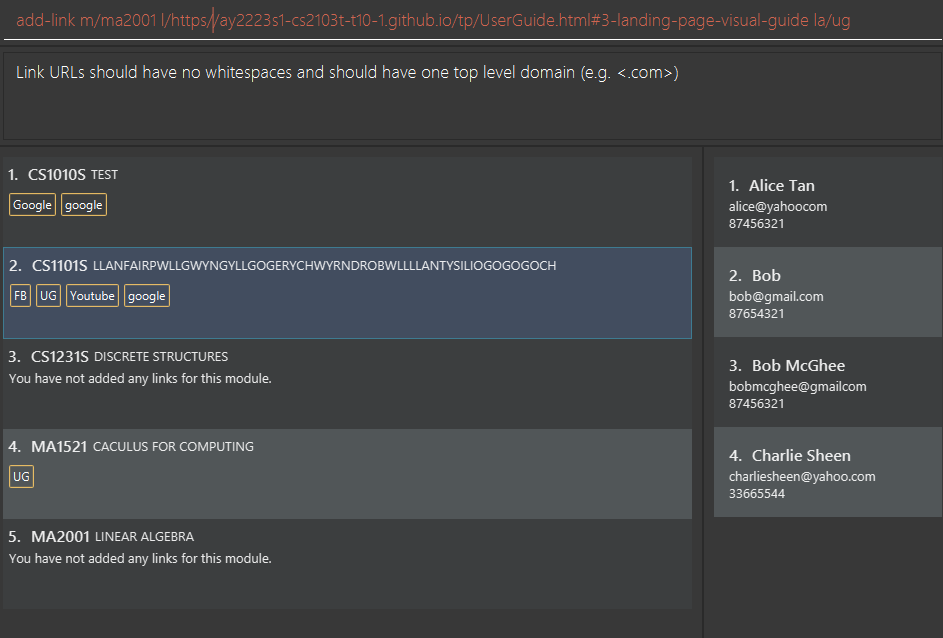 add-link m/ma2001 l/https//ay2223s1-cs2103t-t10-1.github.io/tp/UserGuide.html#3-landing-page-visual-guide la/ug
Link URLs should have no whitespaces and should have one top level domain (e.g. <.com>)
1. CS1010S TEST
Google google
2. CS1101S LLANFAIRPWLLGWYNGYLLGOGERYCHWYRNDROBWLLLLANTYSILIOGOGOGOCH
FB UG Youtube google
3. CS1231S DISCRETE STRUCTURES
You have not added any links for this module.
4. MA1521 CACULUS FOR COMPUTING
UG
5. MA2001 LINEAR ALGEBRA
You have not added any links for this module.
1. Alice Tan
alice@yahoocom
87456321
2. Bob
bob@gmail.com
87654321
3. Bob McGhee
bobmcghee@gmailcom
87456321
4. Charlie Sheen
charliesheen@yahoo.com
33665544